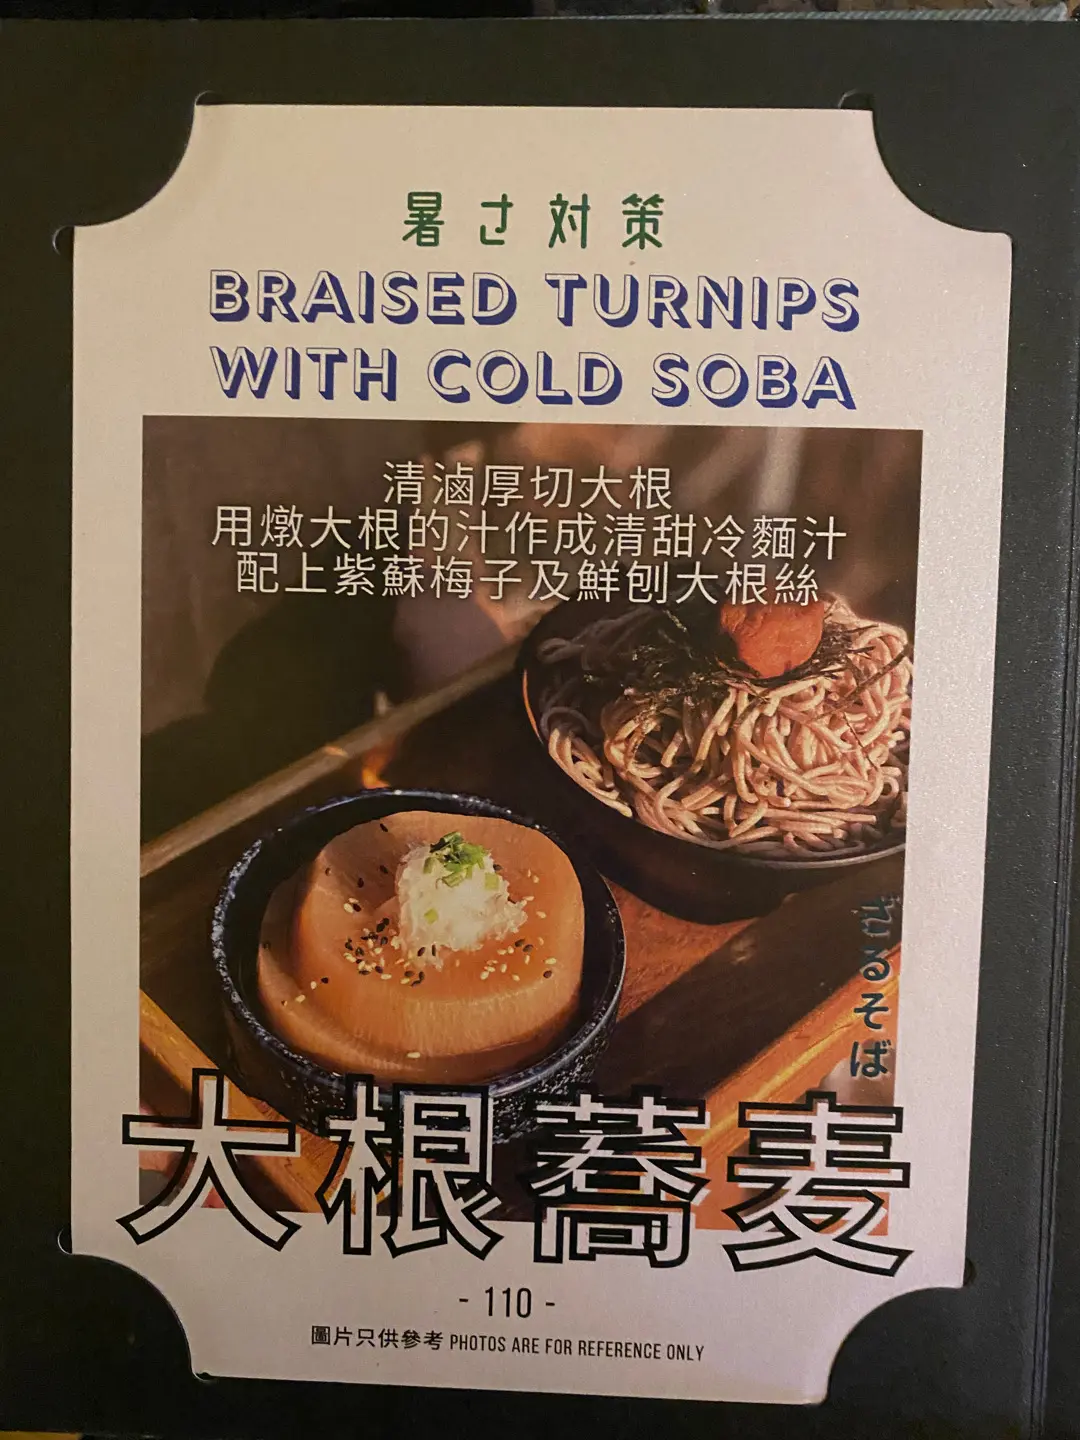 暑さ対策
BRAISED TURNIPS
WITH COLD SOBA
清滷厚切大根
用燉大根的汁作成清甜冷麵汁
配上紫蘇梅子及鮮刨大根絲
ざるそば
大根蕎麦
- 110 -
圖片只供參考 PHOTOS ARE FOR REFERENCE ONLY